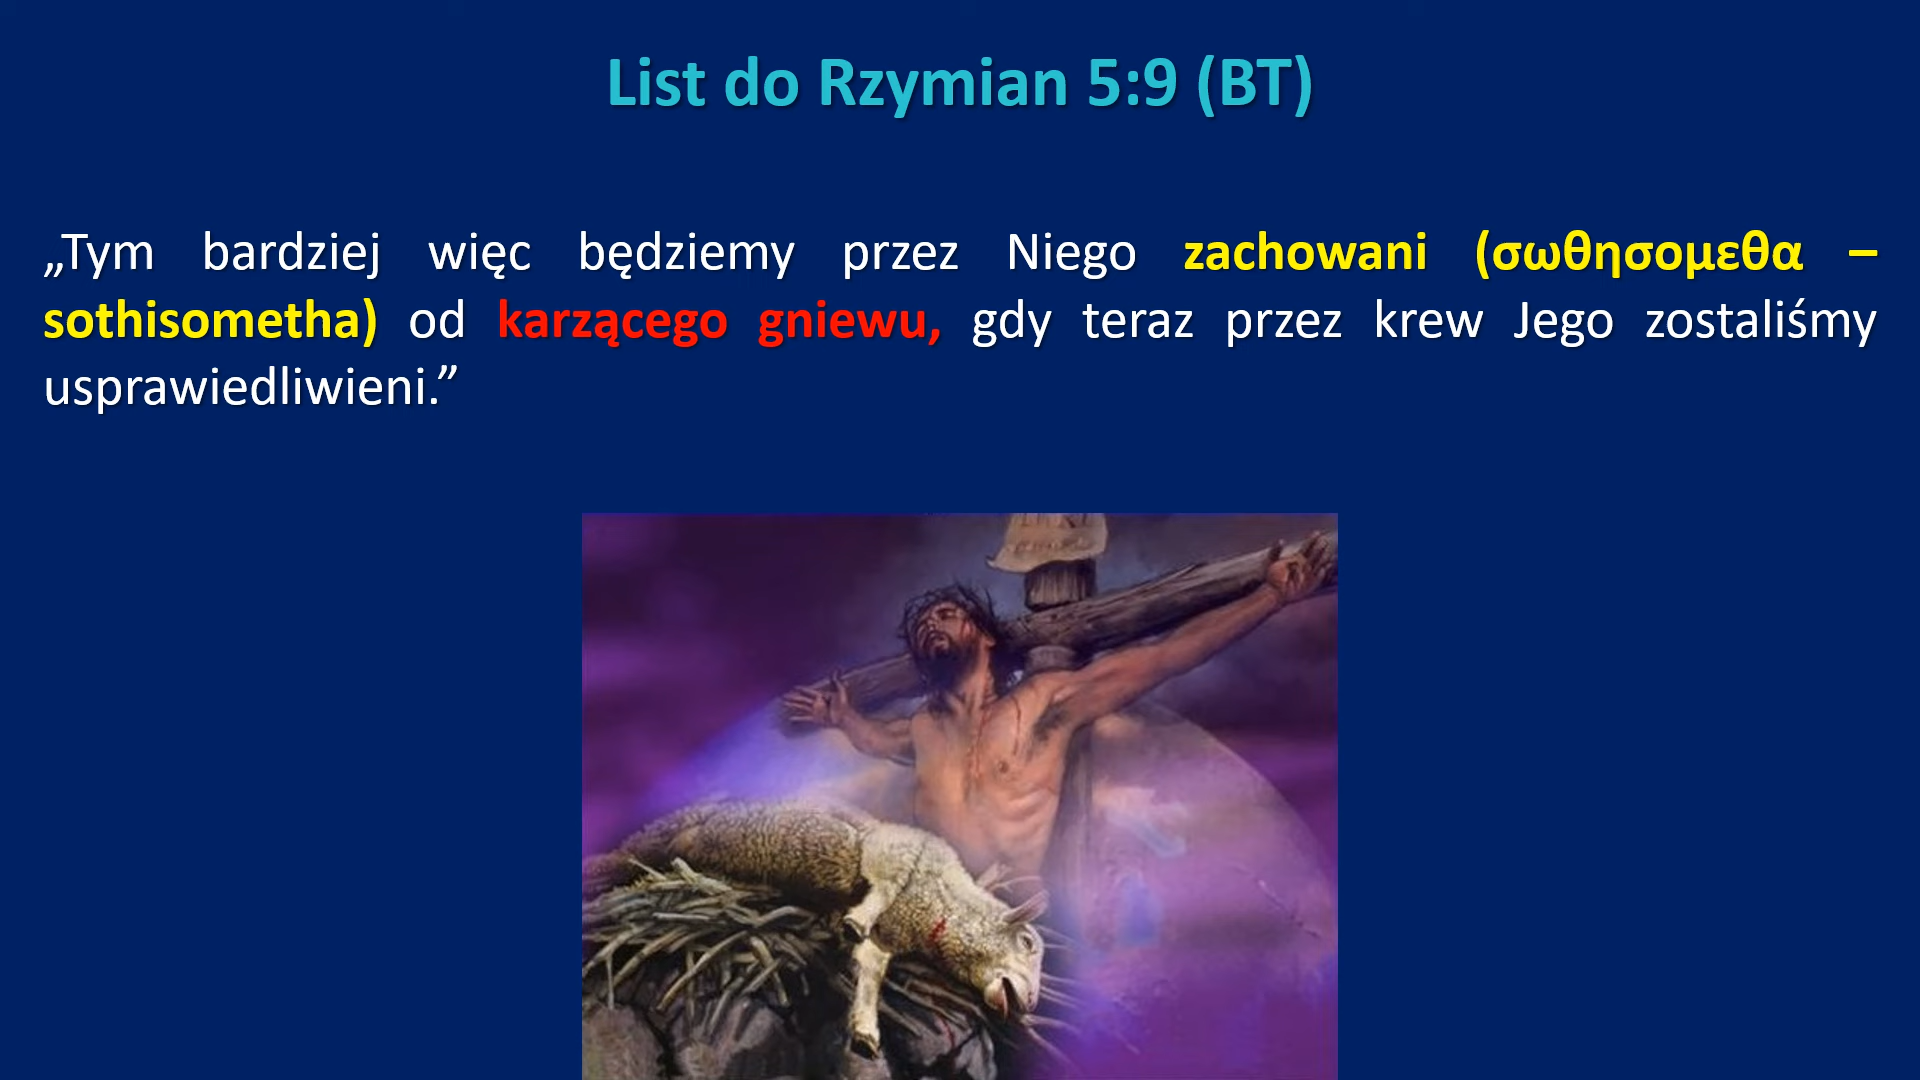 List do Rzymian 5:9 (BT)
„Tym bardziej więc będziemy przez Niego zachowani (σωθησομεθα –
sothisometha) od karzącego gniewu, gdy teraz przez krew Jego zostaliśmy
usprawiedliwieni.”